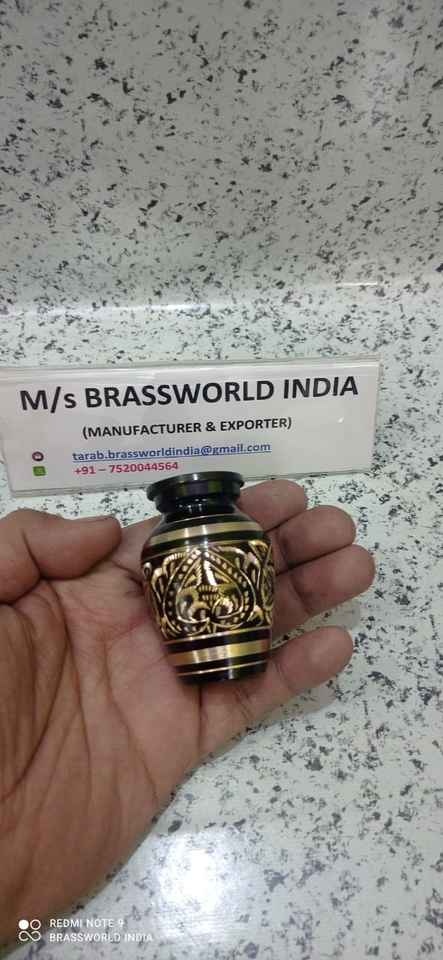 M/s BRASSWORLD INDIA
(MANUFACTURER & EXPORTER)
tarab.brassworldindia@gmail.com
+91 – 7520044564
REDMI NOTE 9
BRASSWORLD INDIA